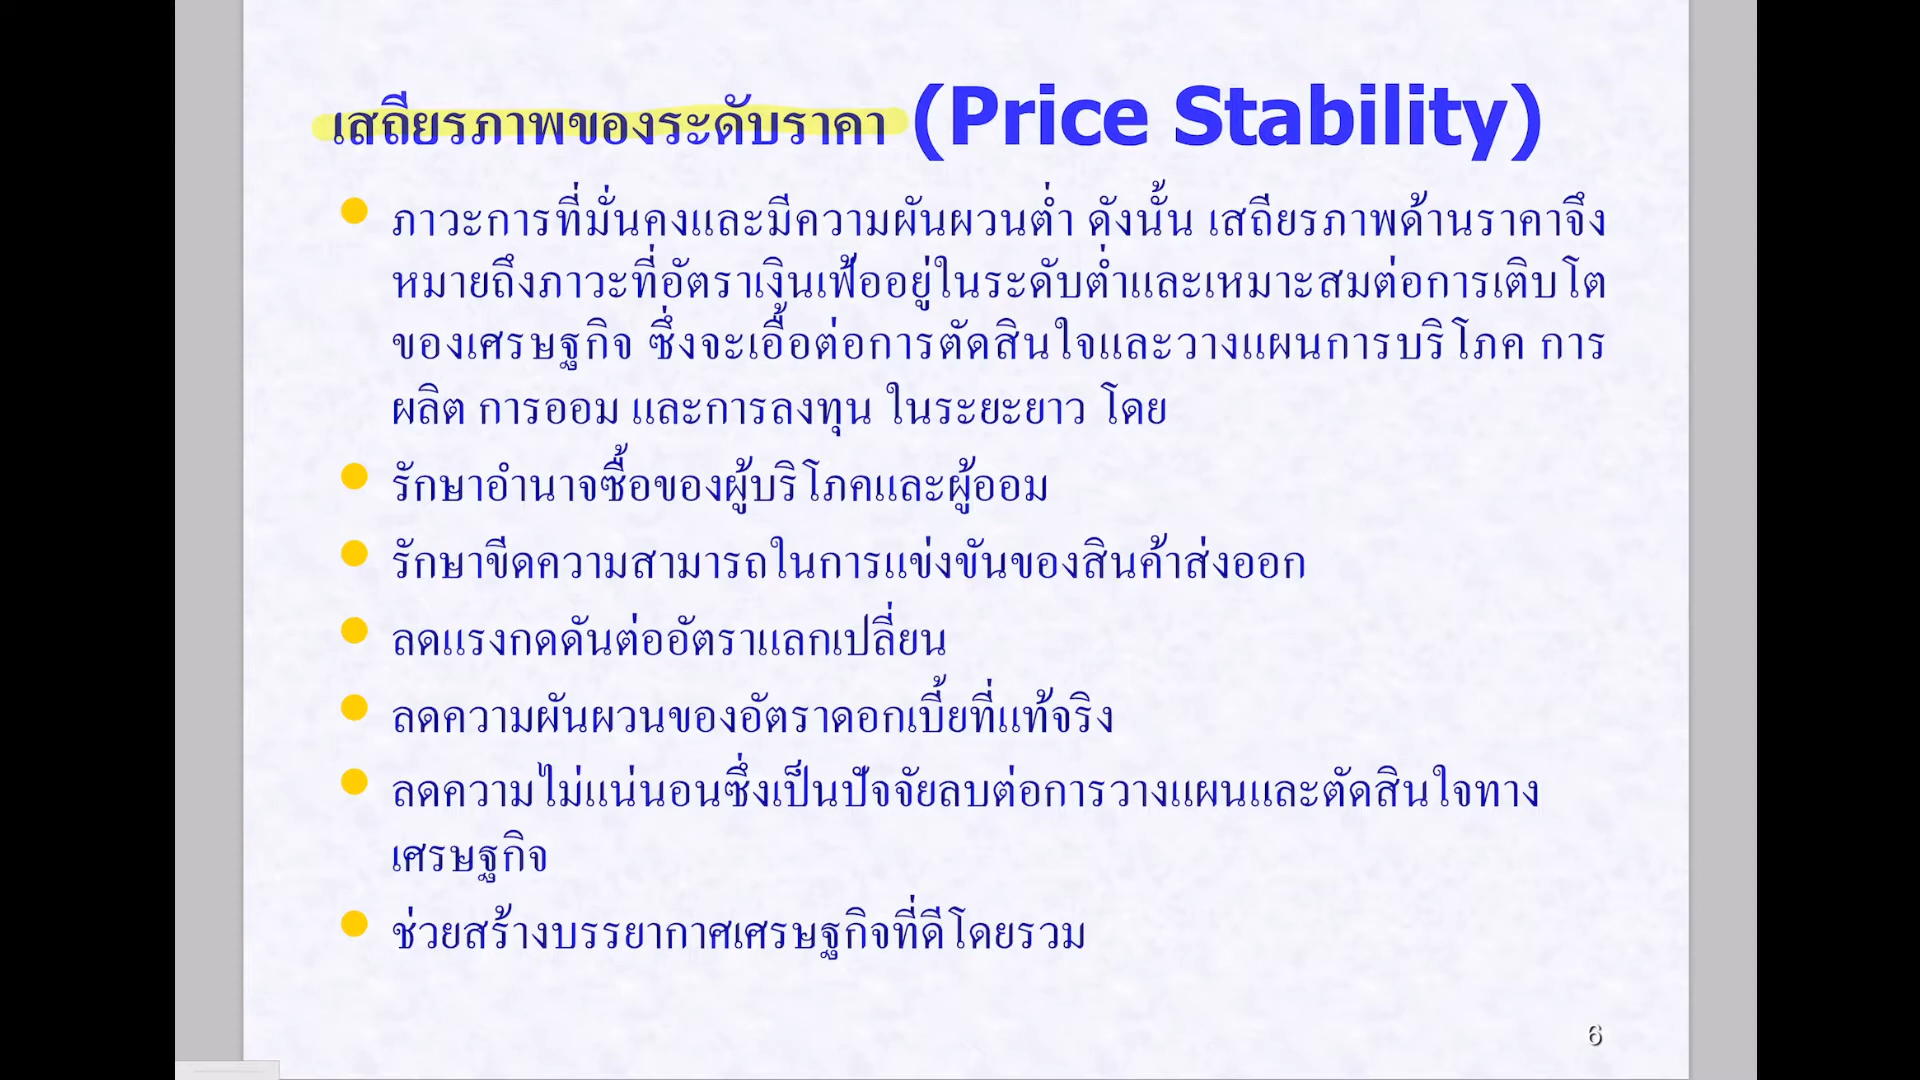 เสถียรภาพของระดับราคา (Price Stability)
ภาวะการที่มั่นคงและมีความผันผวนต่ำ ดังนั้น เสถียรภาพด้านราคาจึง
หมายถึงภาวะที่อัตราเงินเฟ้ออยู่ในระดับต่ำและเหมาะสมต่อการเติบโต
ของเศรษฐกิจ ซึ่งจะเอื้อต่อการตัดสินใจและวางแผนการบริโภค การ
ผลิต การออม และการลงทุน ในระยะยาว โดย
รักษาอำนาจซื้อของผู้บริโภคและผู้ออม
รักษาขีดความสามารถในการแข่งขันของสินค้าส่งออก
ลดแรงกดดันต่ออัตราแลกเปลี่ยน
ลดความผันผวนของอัตราดอกเบี้ยที่แท้จริง
ลดความไม่แน่นอนซึ่งเป็นปัจจัยลบต่อการวางแผนและตัดสินใจทาง
เศรษฐกิจ
ช่วยสร้างบรรยากาศเศรษฐกิจที่ดีโดยรวม
6